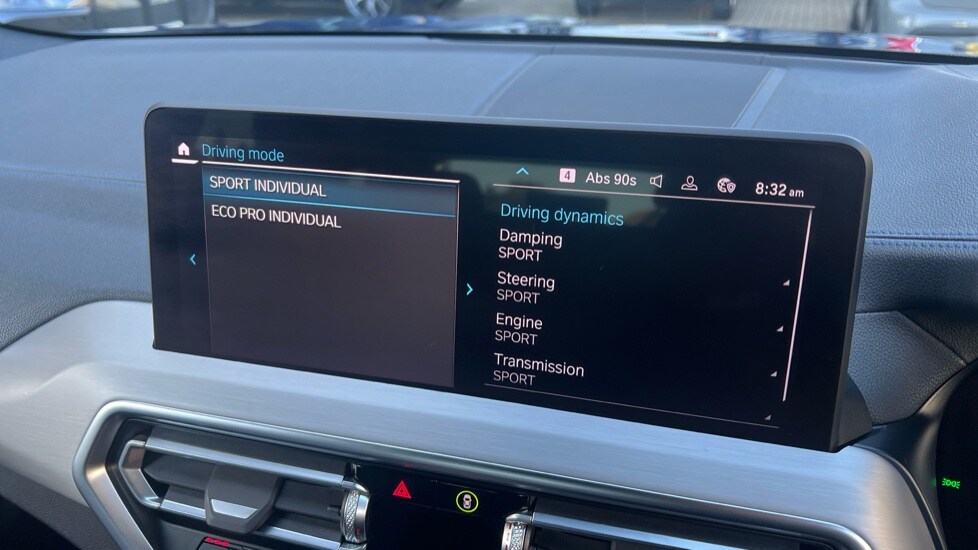 Driving mode
SPORT INDIVIDUAL
ECO PRO INDIVIDUAL
4 Abs 90s 8:32 am
Driving dynamics
Damping
SPORT
Steering
SPORT
Engine
SPORT
Transmission
SPORT